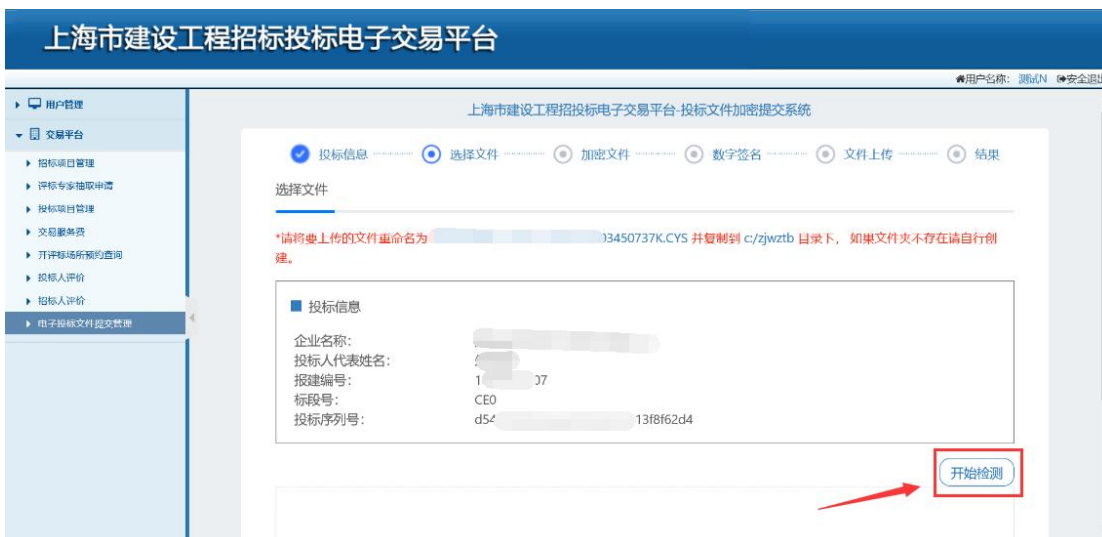 上海市建设工程招标投标电子交易平台
用户名称： 测试N 安全退出
用户管理
交易平台
招标项目管理
评标专家抽取申请
投标项目管理
交易服务费
开评标场所预约查询
投标人评价
招标人评价
电子投标文件提交管理
上海市建设工程招投标电子交易平台-投标文件加密提交系统
投标信息 选择文件 加密文件 数字签名 文件上传 结果
选择文件
*请将要上传的文件重命名为 03450737K.CYS 并复制到 c:/zjwztb 目录下， 如果文件夹不存在请自行创
建。
投标信息
企业名称：
投标人代表姓名：
报建编号： 1 07
标段号： CE0
投标序列号： d54 13f8f62d4
开始检测